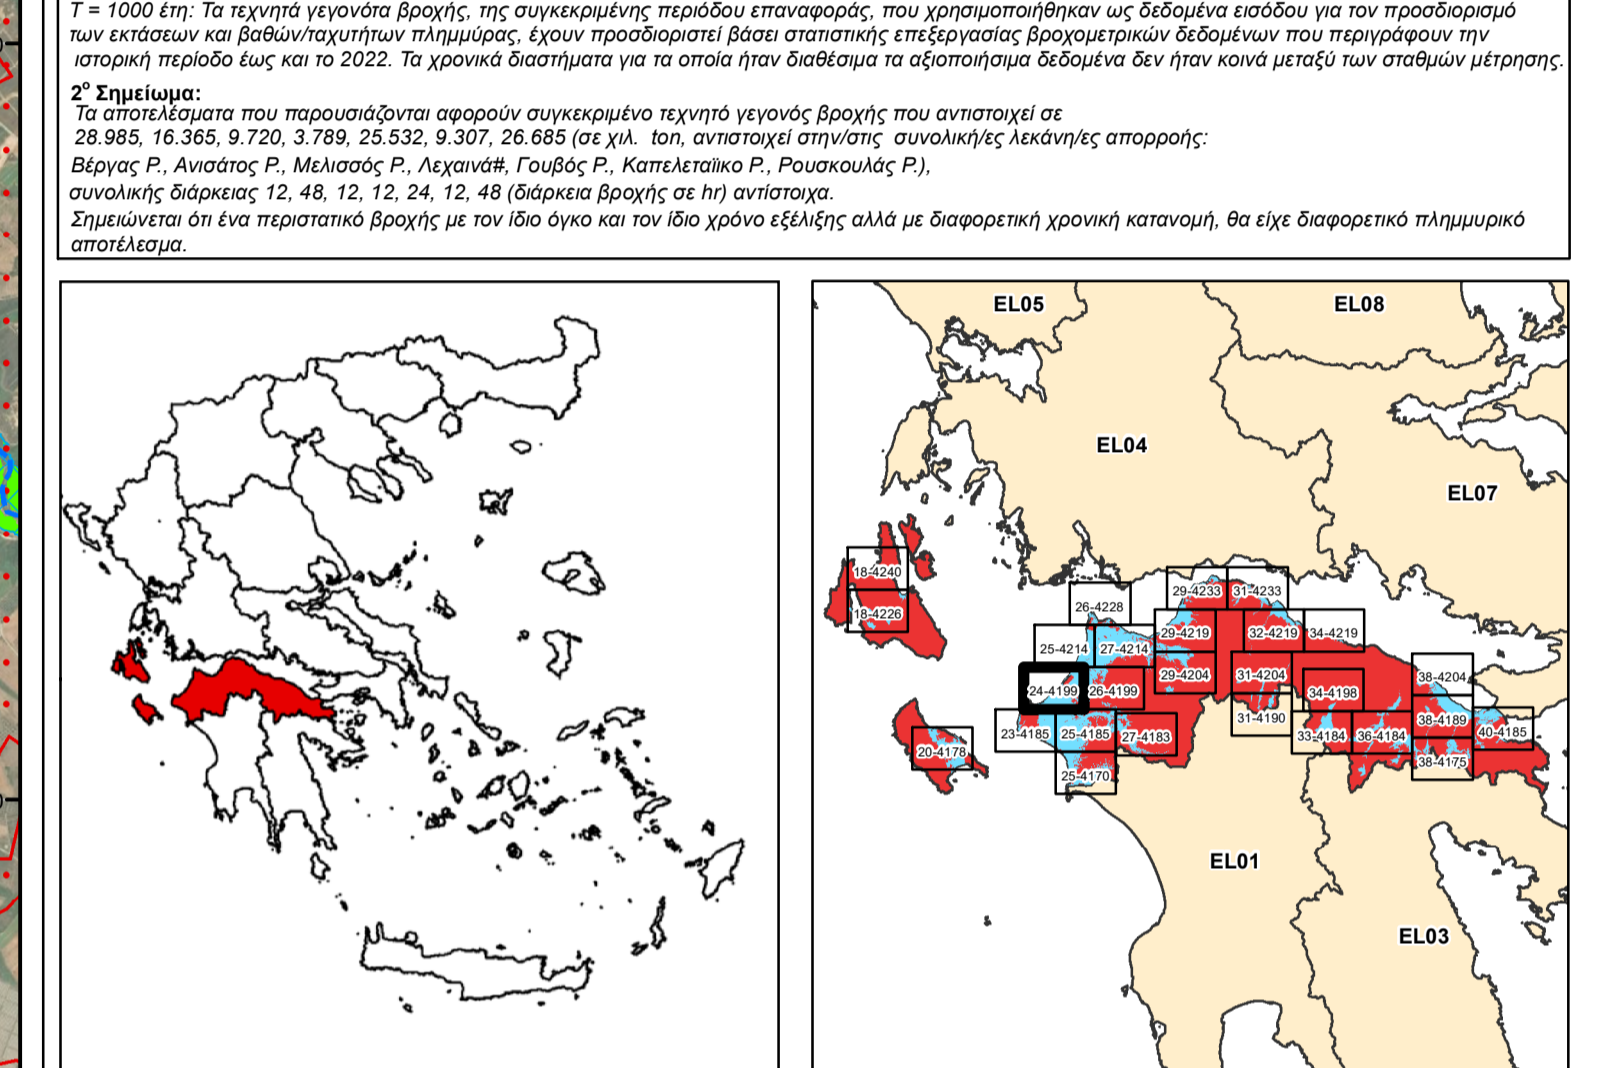 T = 1000 έτη: Τα τεχνητά γεγονότα βροχής, της συγκεκριμένης περιόδου επαναφοράς, που χρησιμοποιήθηκαν ως δεδομένα εισόδου για τον προσδιορισμό
των εκτάσεων και βαθών/ταχυτήτων πλημμύρας, έχουν προσδιοριστεί βάσει στατιστικής επεξεργασίας βροχομετρικών δεδομένων που περιγράφουν την
ιστορική περίοδο έως και το 2022. Τα χρονικά διαστήματα για τα οποία ήταν διαθέσιμα τα αξιοποιήσιμα δεδομένα δεν ήταν κοινά μεταξύ των σταθμών μέτρησης.
2ο Σημείωμα:
Τα αποτελέσματα που παρουσιάζονται αφορούν συγκεκριμένο τεχνητό γεγονός βροχής που αντιστοιχεί σε
28.985, 16.365, 9.720, 3.789, 25.532, 9.307, 26.685 (σε χιλ. ton, αντιστοιχεί στην/στις συνολική/ες λεκάνη/ες απορροής:
Βέργας Ρ., Ανισάτος Ρ., Μελισσός Ρ., Λεχαινά#, Γουβός Ρ., Καπελεταίικο Ρ., Ρουσκουλάς Ρ.),
συνολικής διάρκειας 12, 48, 12, 12, 24, 12, 48 (διάρκεια βροχής σε hr) αντίστοιχα.
Σημειώνεται ότι ένα περιστατικό βροχής με τον ίδιο όγκο και τον ίδιο χρόνο εξέλιξης αλλά με διαφορετική χρονική κατανομή, θα είχε διαφορετικό πλημμυρικό
αποτέλεσμα.
EL05
EL08
EL04
EL07
18-4240
18-4226
29-4233
31-4233
26-4228
25-4214
27-4214
29-4219
32-4219
34-4219
24-4199
26-4199
29-4204
31-4204
34-4198
38-4204
31-4190
23-4185
25-4185
27-4183
33-4184
36-4184
38-4189
40-4185
20-4178
25-4170
38-4175
EL01
EL03